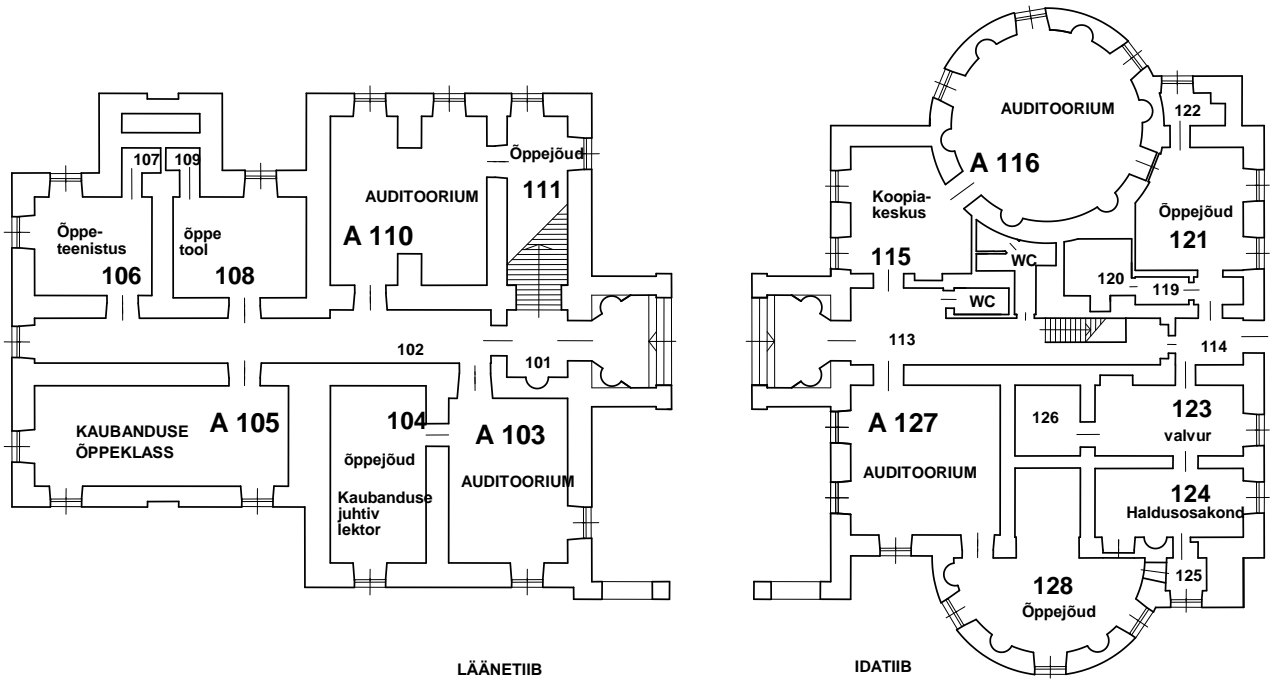 107
109
Õppe-
teenistus
106
õppe
tool
108
AUDITOORIUM
A 110
Õppejõud
111
102
101
A 105
KAUBANDUSE
ÕPPEKLASS
104
õppejõud
Kaubanduse
juhtiv
lektor
A 103
AUDITOORIUM
LÄÄNETIIB
AUDITOORIUM
A 116
122
Koopia-
keskus
115
Õppejõud
121
WC
120
119
WC
113
114
A 127
AUDITOORIUM
126
123
valvur
124
Haldusosakond
125
128
Õppejõud
IDATIIB